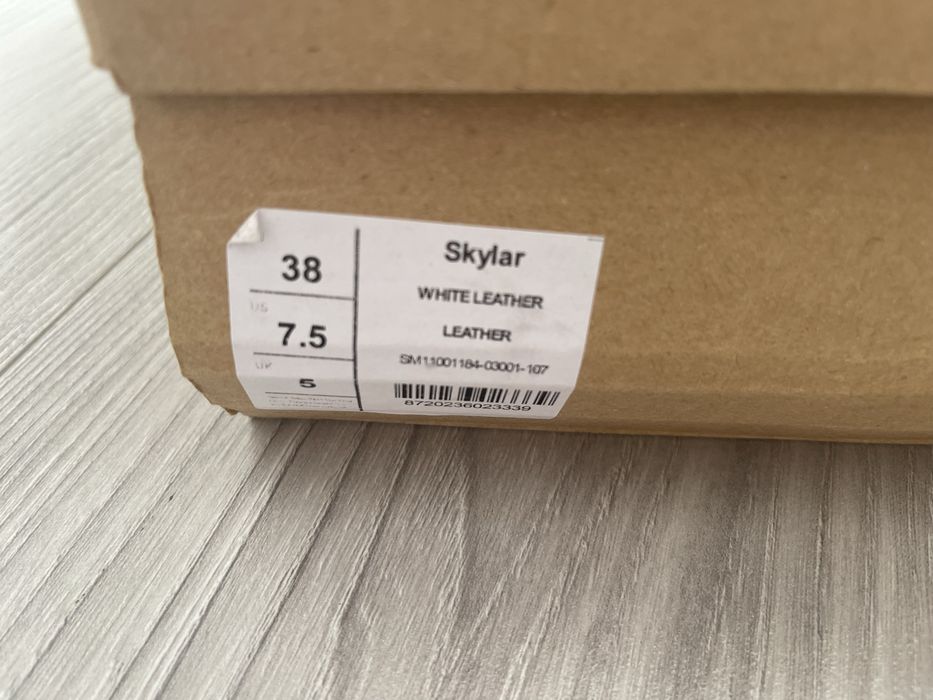 38
US
7.5
UK
5
Skylar
WHITE LEATHER
LEATHER
SM11001184-03001-107
8720236023339